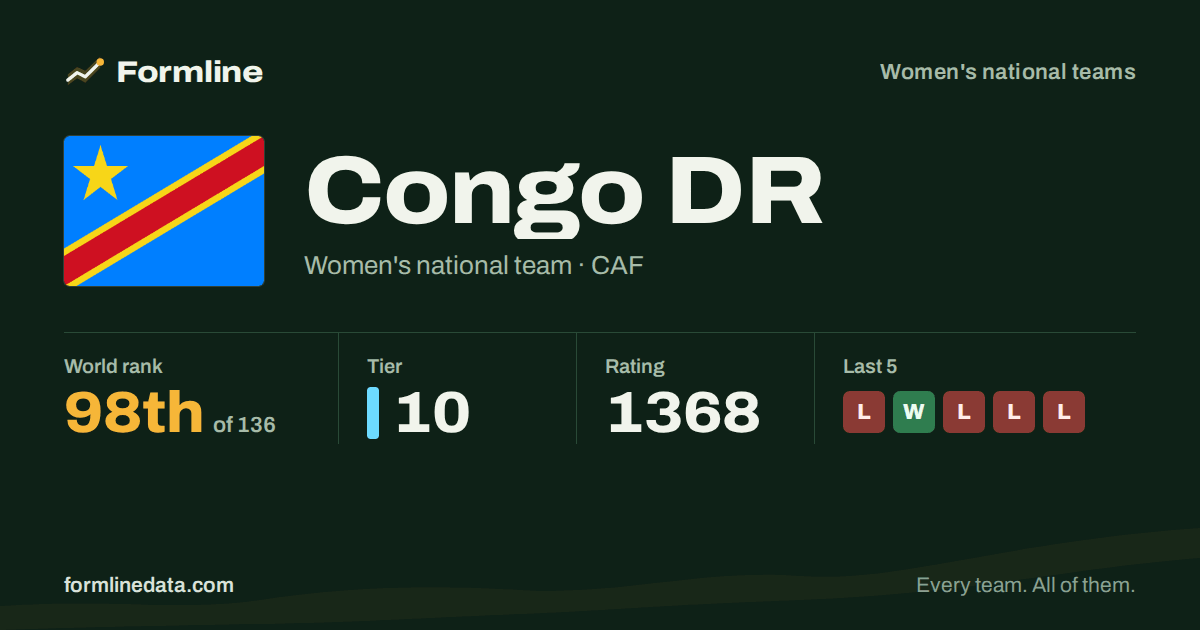 Formline
Women's national teams
Congo DR
Women's national team · CAF
World rank
98th of 136
Tier
10
Rating
1368
Last 5
L W L L L
formlinedata.com
Every team. All of them.